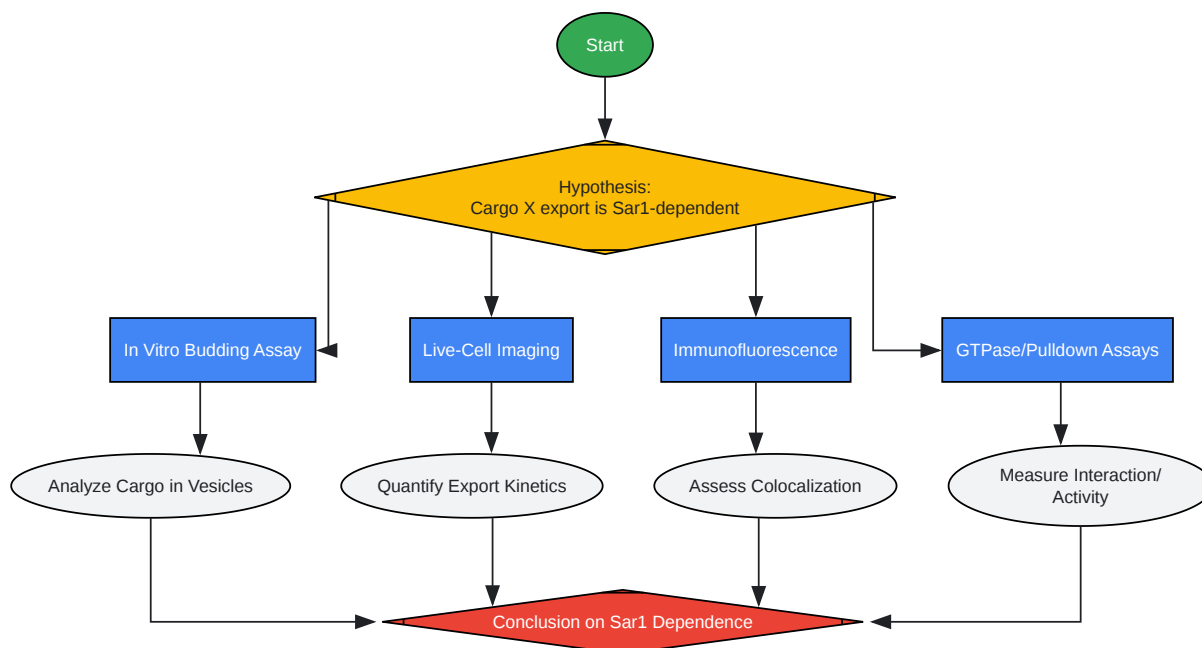 Start
Hypothesis:
Cargo X export is Sar1-dependent
In Vitro Budding Assay
Live-Cell Imaging
Immunofluorescence
GTPase/Pulldown Assays
Analyze Cargo in Vesicles
Quantify Export Kinetics
Assess Colocalization
Measure Interaction/
Activity
Conclusion on Sar1 Dependence